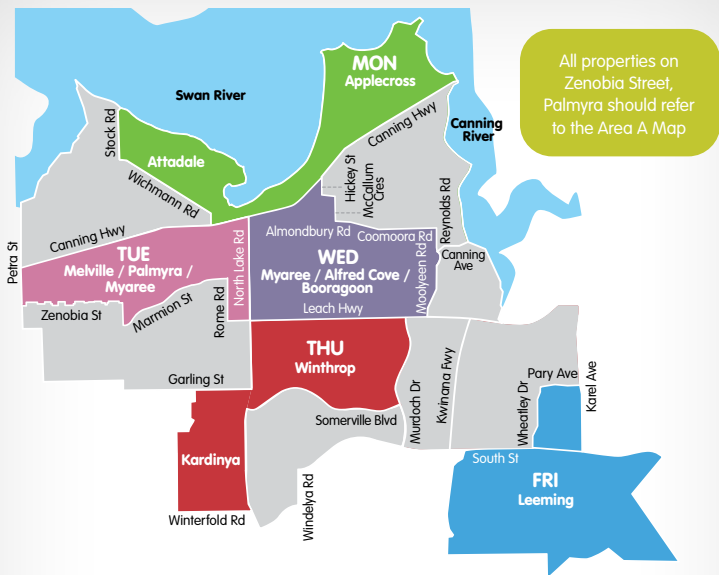 All properties on
Zenobia Street,
Palmyra should refer
to the Area A Map
MON
Applecross
Swan River
Canning Hwy
Canning
River
Stock Rd
Attadale
Wichmann Rd
Hickey St
McCallum
Cres
Reynolds Rd
Canning Hwy
Petra St
TUE
Melville / Palmyra /
Myaree
North Lake Rd
Almondbury Rd
Coomoora Rd
WED
Myaree / Alfred Cove /
Booragoon
Moolyeen Rd
Canning
Ave
Leach Hwy
Zenobia St
Marmion St
Rome Rd
THU
Winthrop
Garling St
Somerville Blvd
Murdoch Dr
Kwinana Fwy
Wheatley Dr
Pary Ave
Karel Ave
Kardinya
South St
FRI
Leeming
Winterfold Rd
Windelya Rd